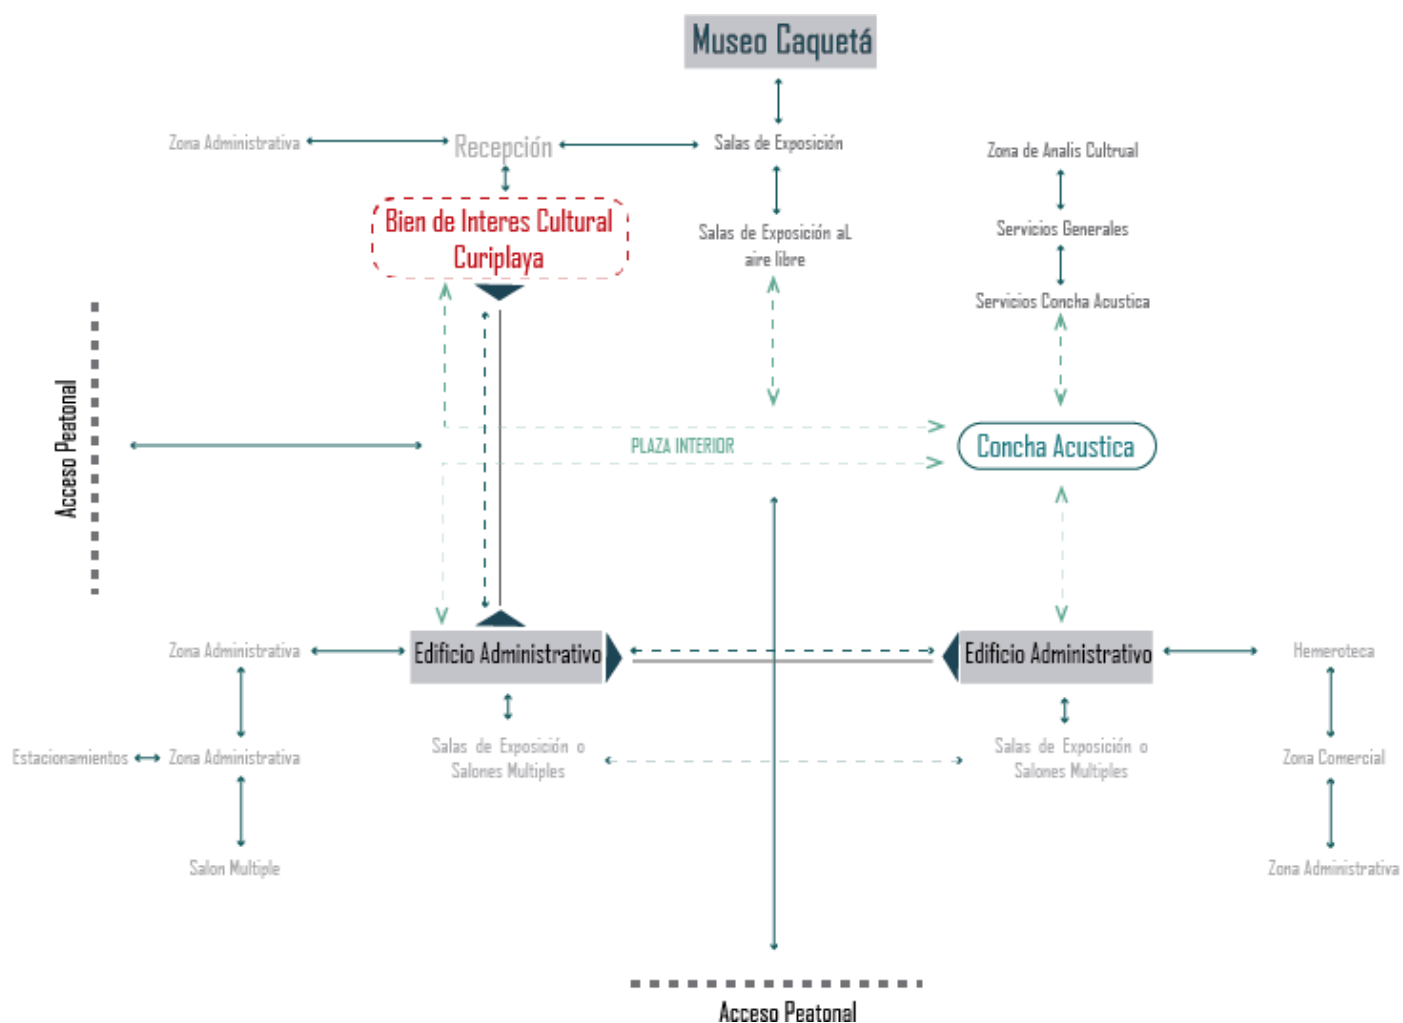 Museo Caquetá
Zona Administrativa
Recepción
Salas de Exposición
Zona de Analis Cultrual
Bien de Interes Cultural
Curiplaya
Salas de Exposición aL
aire libre
Servicios Generales
Servicios Concha Acustica
Acceso Peatonal
PLAZA INTERIOR
Concha Acustica
Zona Administrativa
Edificio Administrativo
Edificio Administrativo
Hemeroteca
Estacionamientos
Zona Administrativa
Salas de Exposición o
Salones Multiples
Salas de Exposición o
Salones Multiples
Zona Comercial
Salon Multiple
Zona Administrativa
Acceso Peatonal